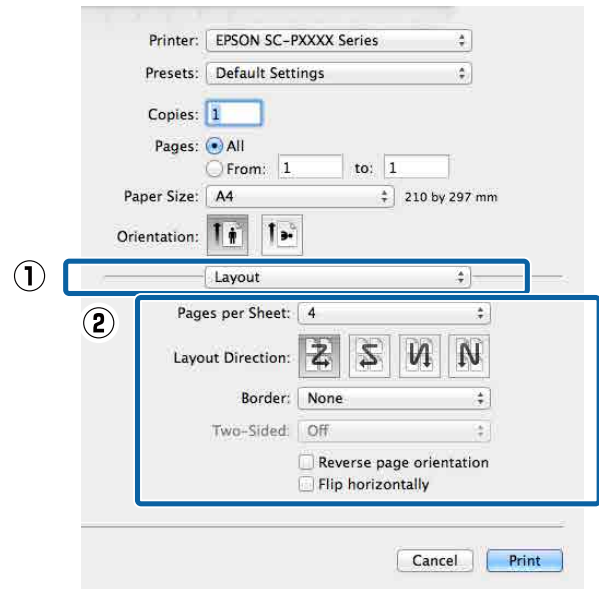 Printer: EPSON SC-PXXXX Series
Presets: Default Settings
Copies: 1
Pages: All
From: 1 to: 1
Paper Size: A4 210 by 297 mm
Orientation:
① Layout
② Pages per Sheet: 4
Layout Direction:
Border: None
Two-Sided: Off
Reverse page orientation
Flip horizontally
Cancel Print